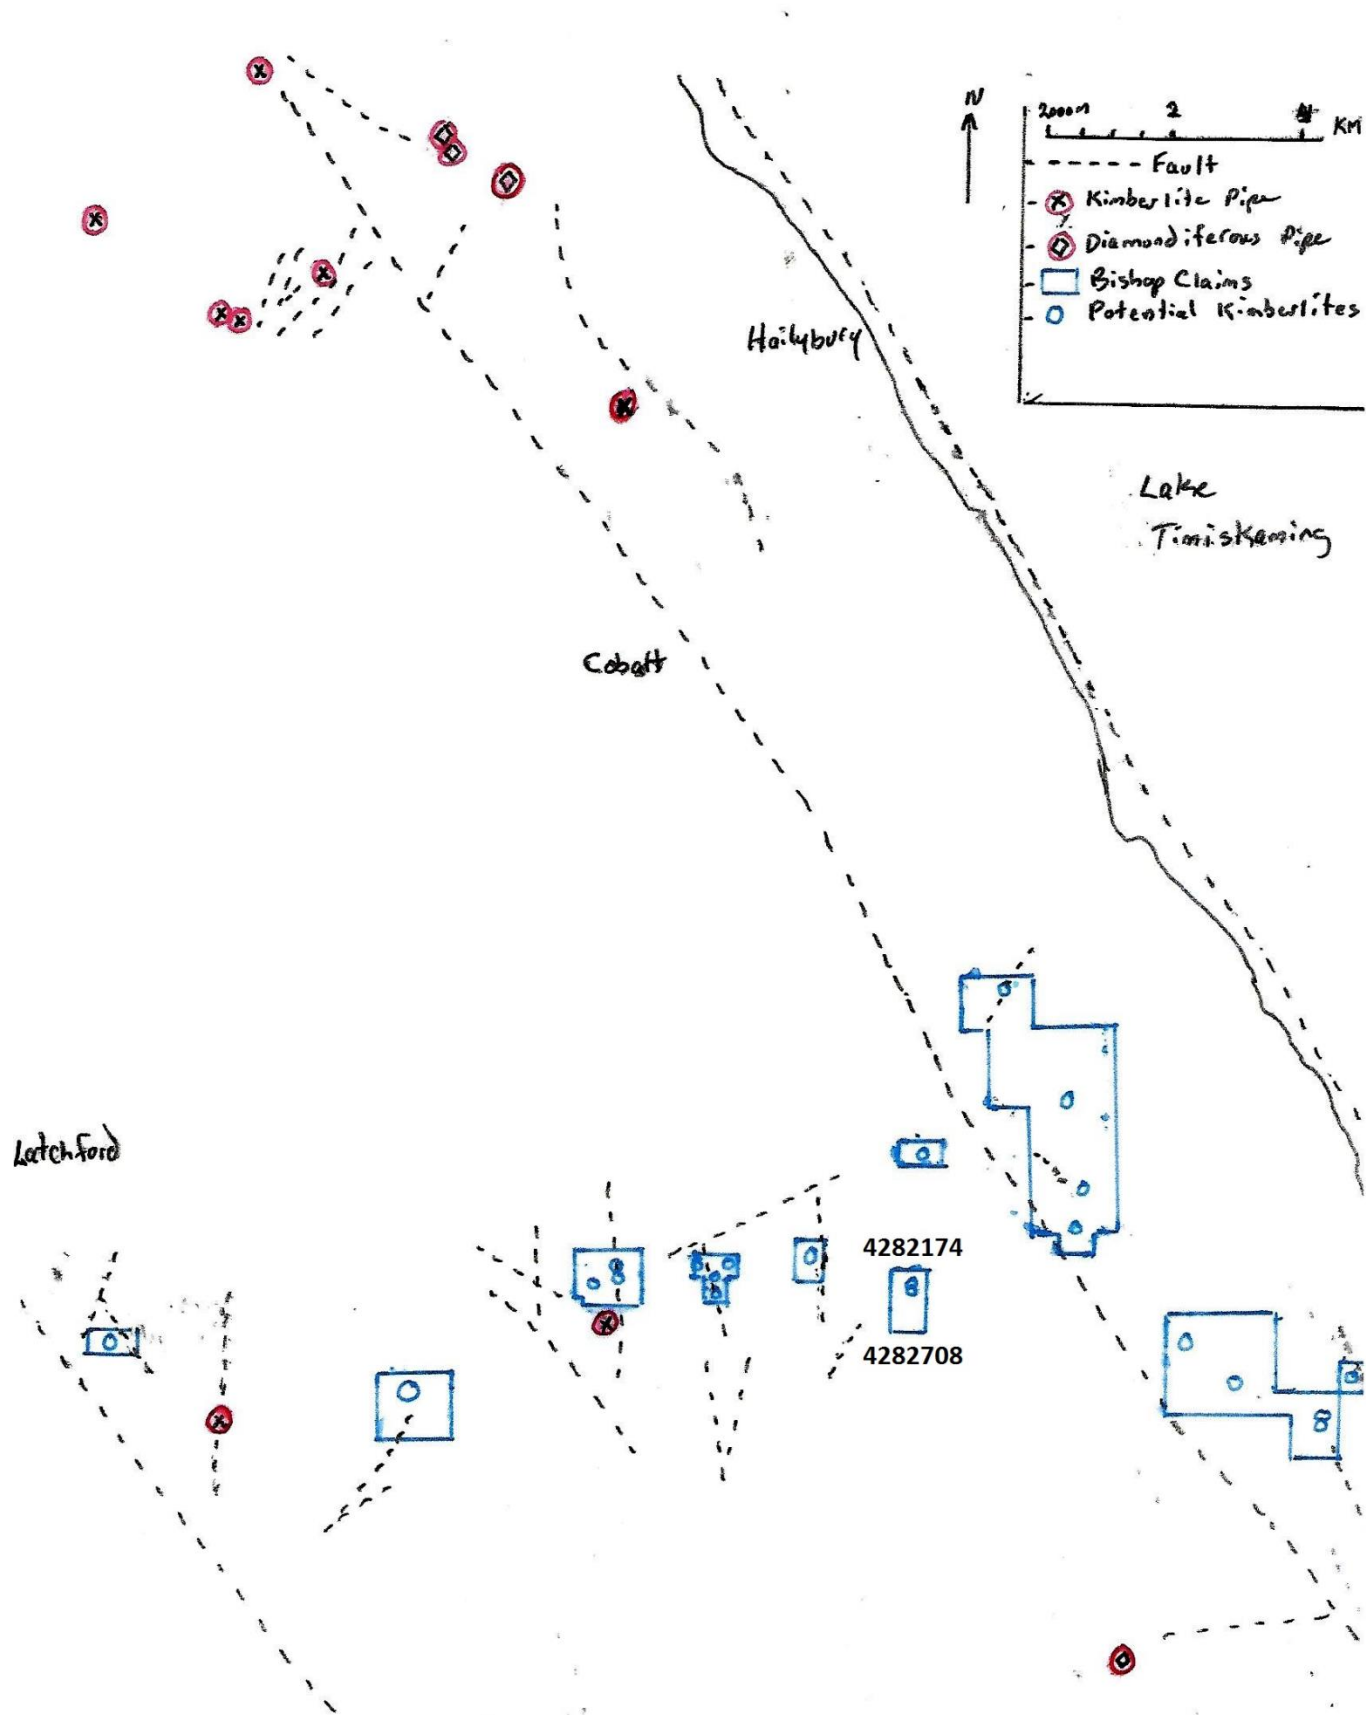 N
2000m 2 4 KM
Fault
Kimberlite Pipe
Diamondiferous Pipe
Bishop Claims
Potential Kimberlites
Hailybury
Lake
Timiskaming
Cobalt
Latchford
4282174
4282708